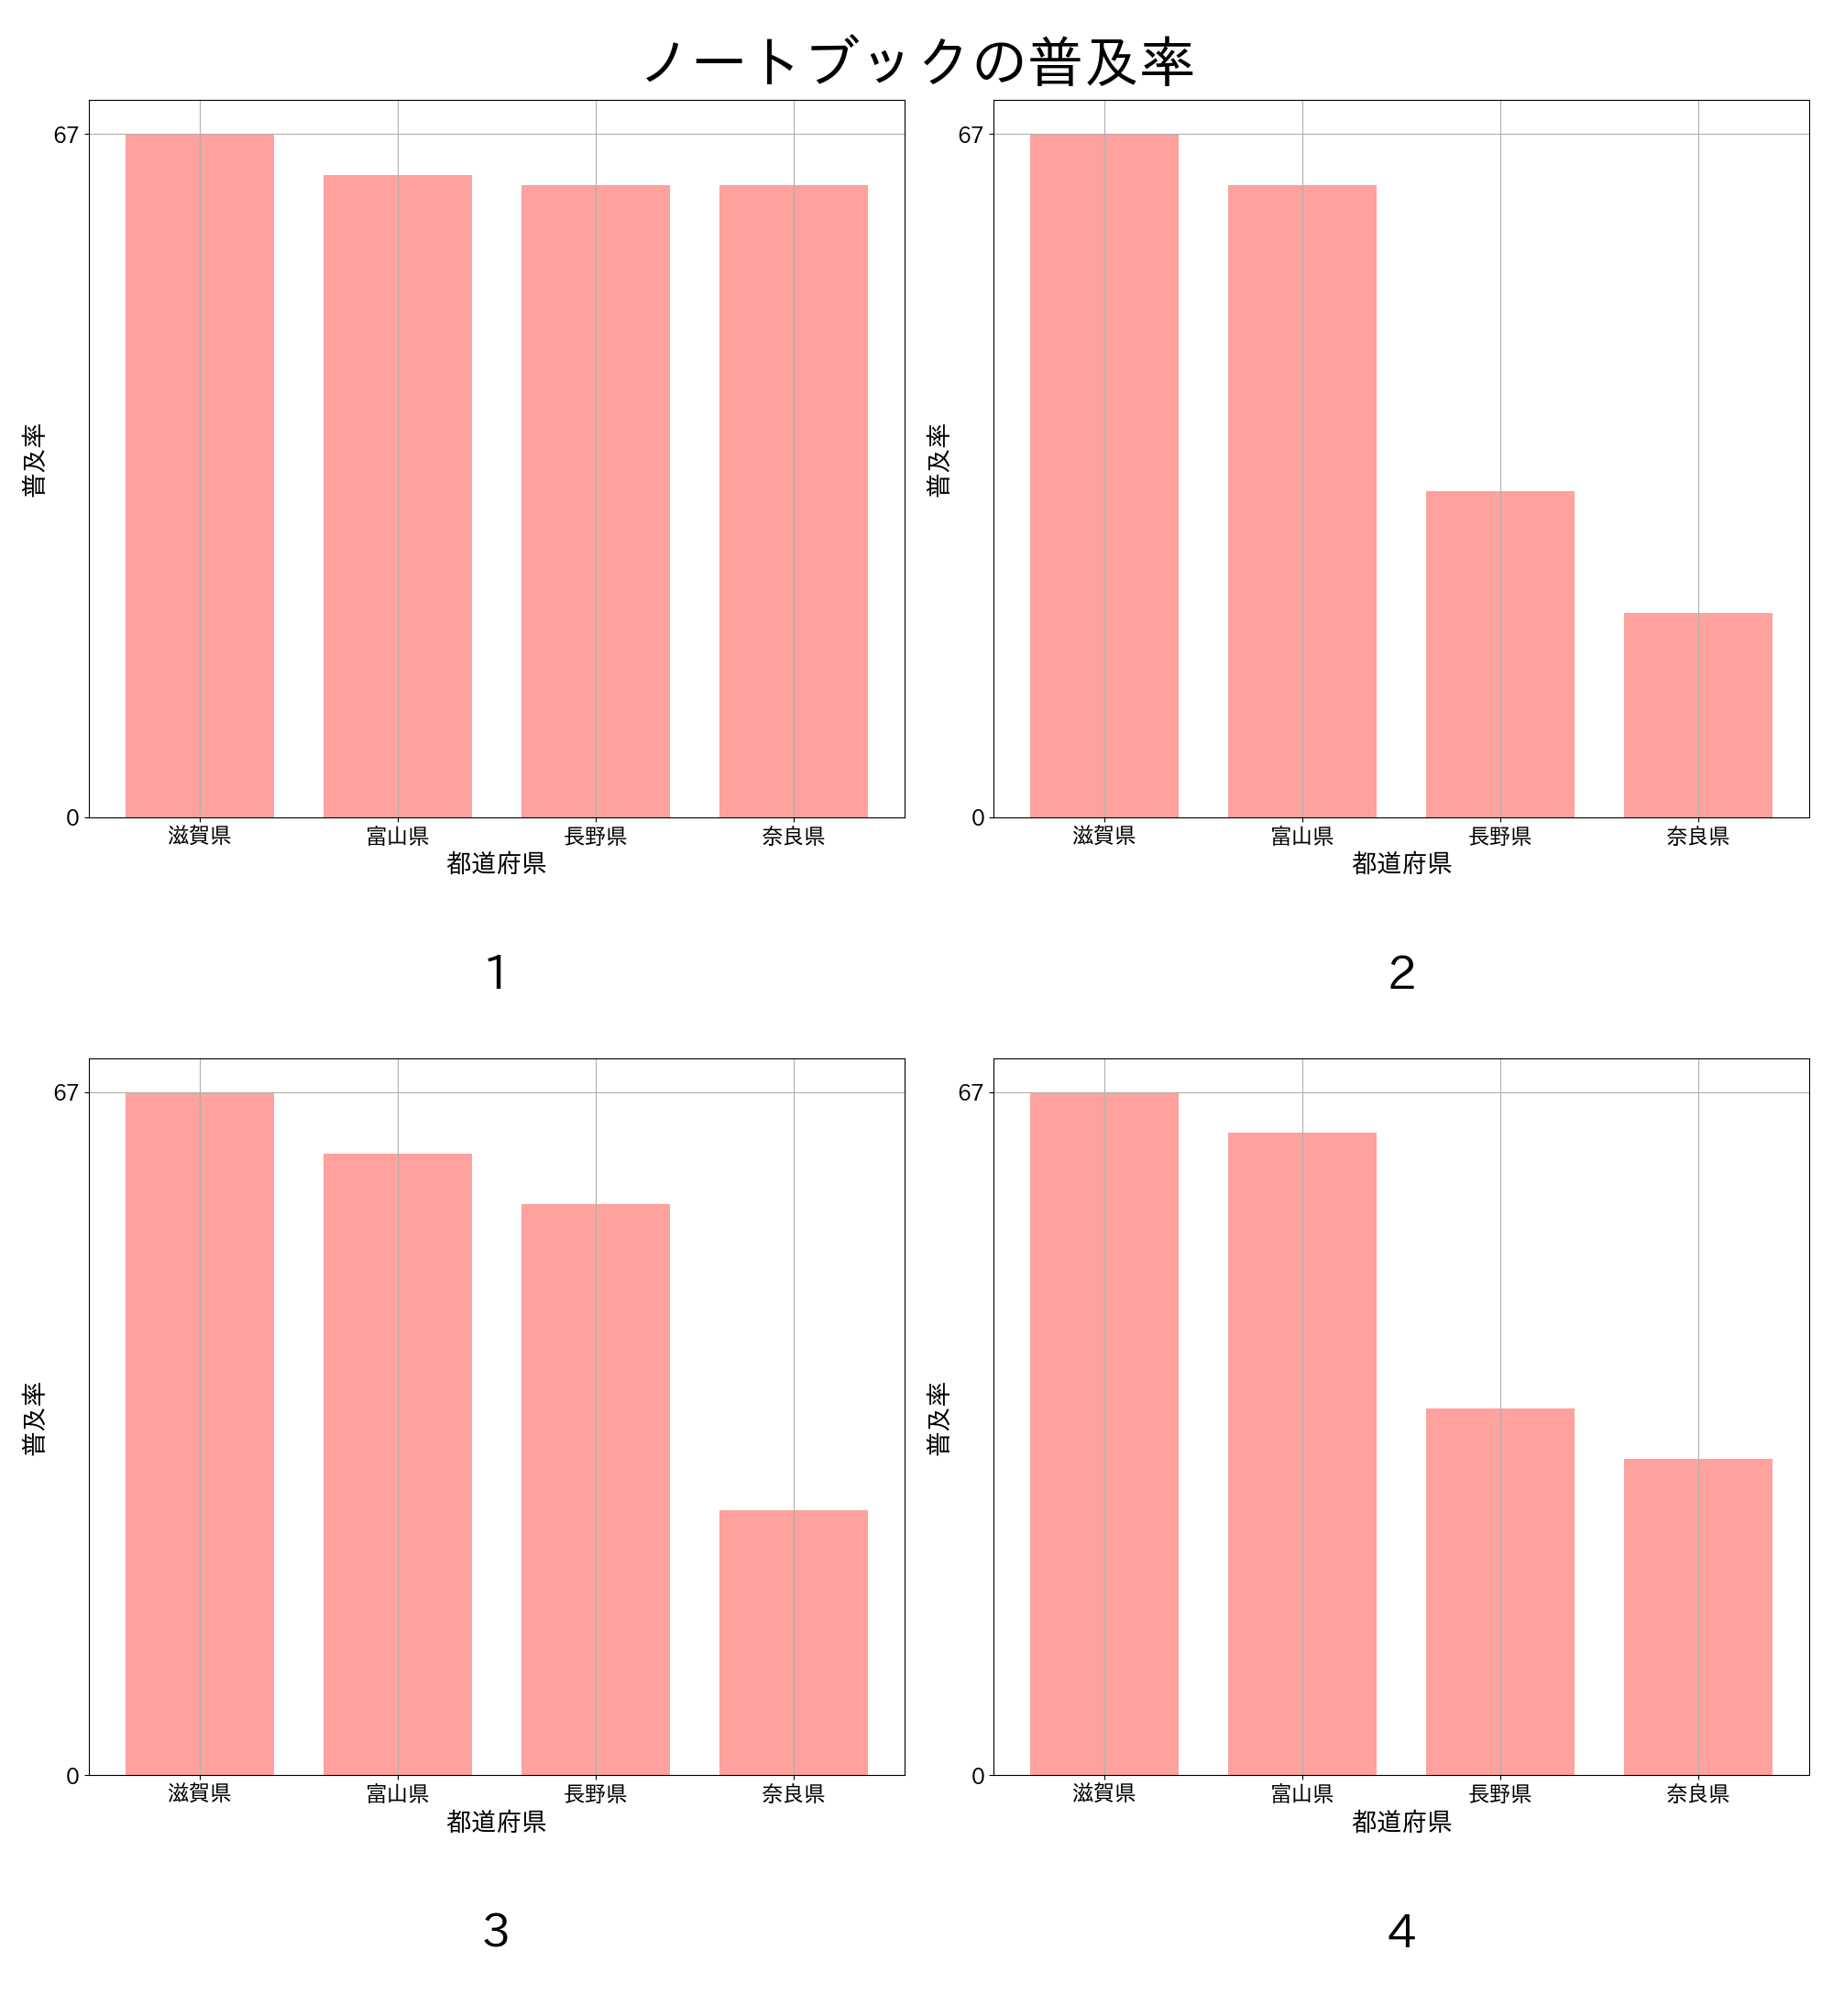 ノートブックの普及率
67
0
普及率
滋賀県 富山県 長野県 奈良県
都道府県
1
67
0
普及率
滋賀県 富山県 長野県 奈良県
都道府県
2
67
0
普及率
滋賀県 富山県 長野県 奈良県
都道府県
3
67
0
普及率
滋賀県 富山県 長野県 奈良県
都道府県
4